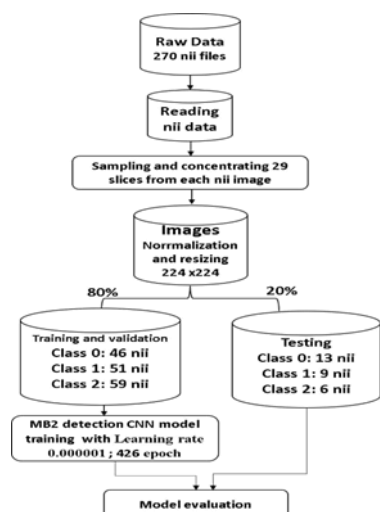 Raw Data
270 nii files
Reading
nii data
Sampling and concentrating 29
slices from each nii image
Images
Norrmalization
and resizing
224 x224
80%
20%
Training and validation
Class 0: 46 nii
Class 1: 51 nii
Class 2: 59 nii
Testing
Class 0: 13 nii
Class 1: 9 nii
Class 2: 6 nii
MB2 detection CNN model
training with Learning rate
0.000001 ; 426 epoch
Model evaluation